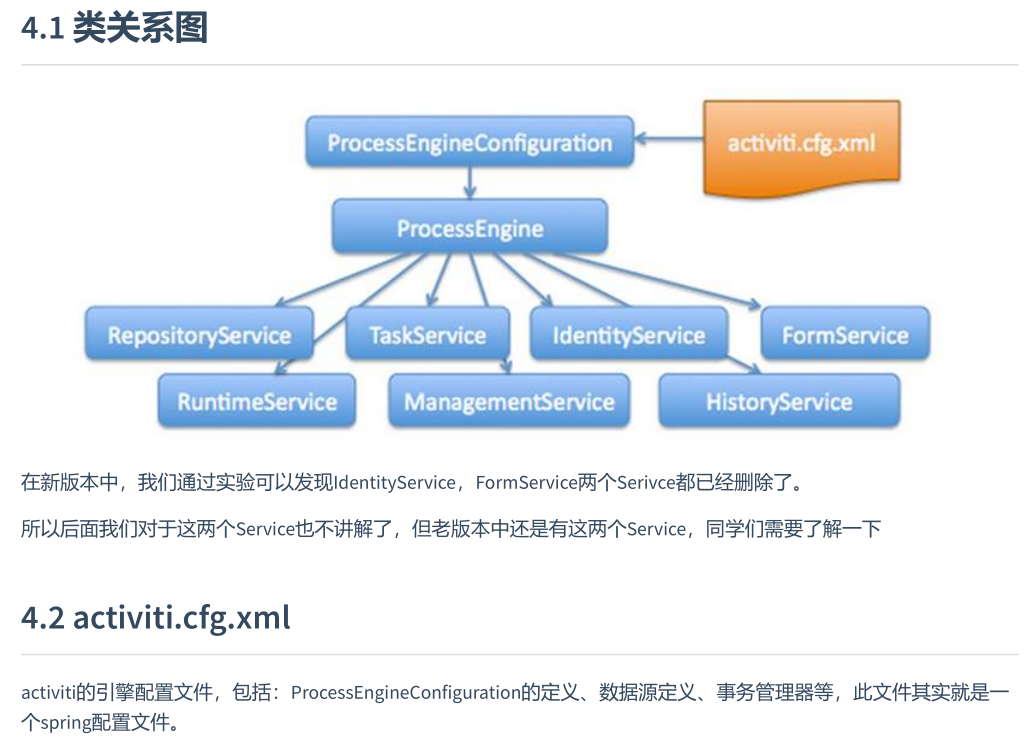 4.1 类关系图
ProcessEngineConfiguration
activiti.cfg.xml
ProcessEngine
RepositoryService
TaskService
IdentityService
FormService
RuntimeService
ManagementService
HistoryService
在新版本中，我们通过实验可以发现IdentityService，FormService两个Serivce都已经删除了。
所以后面我们对于这两个Service也不讲解了，但老版本中还是有这两个Service，同学们需要了解一下
4.2 activiti.cfg.xml
activiti的引擎配置文件，包括：ProcessEngineConfiguration的定义、数据源定义、事务管理器等，此文件其实就是一
个spring配置文件。